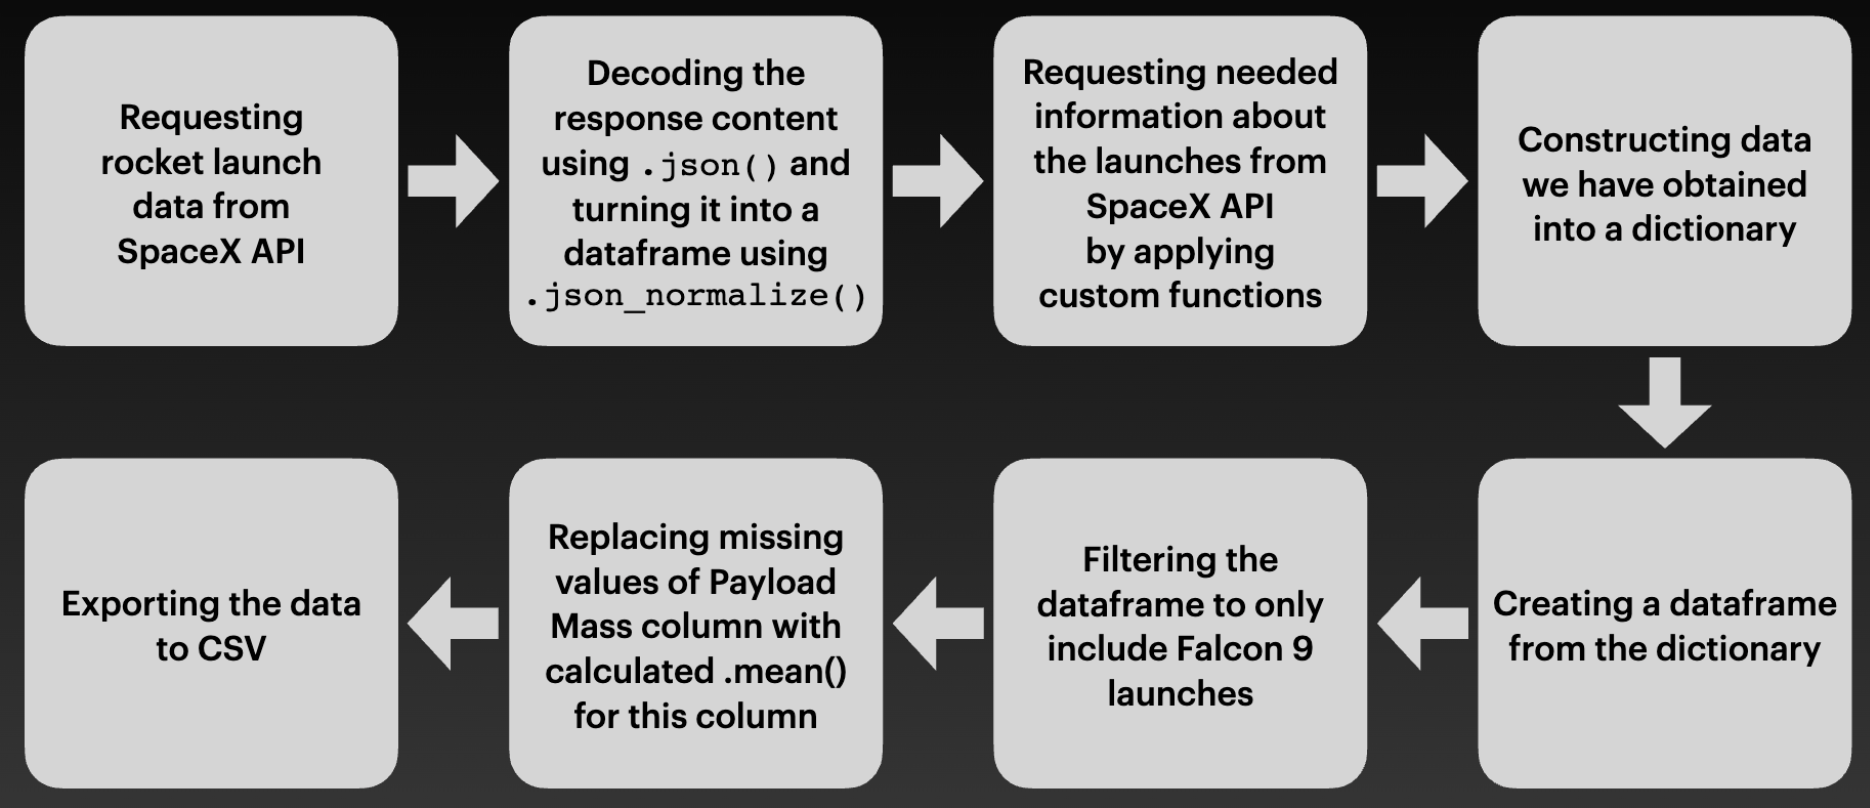 Requesting
rocket launch
data from
SpaceX API
Decoding the
response content
using .json() and
turning it into a
dataframe using
.json_normalize()
Requesting needed
information about
the launches from
SpaceX API
by applying
custom functions
Constructing data
we have obtained
into a dictionary
Creating a dataframe
from the dictionary
Filtering the
dataframe to only
include Falcon 9
launches
Replacing missing
values of Payload
Mass column with
calculated .mean()
for this column
Exporting the data
to CSV